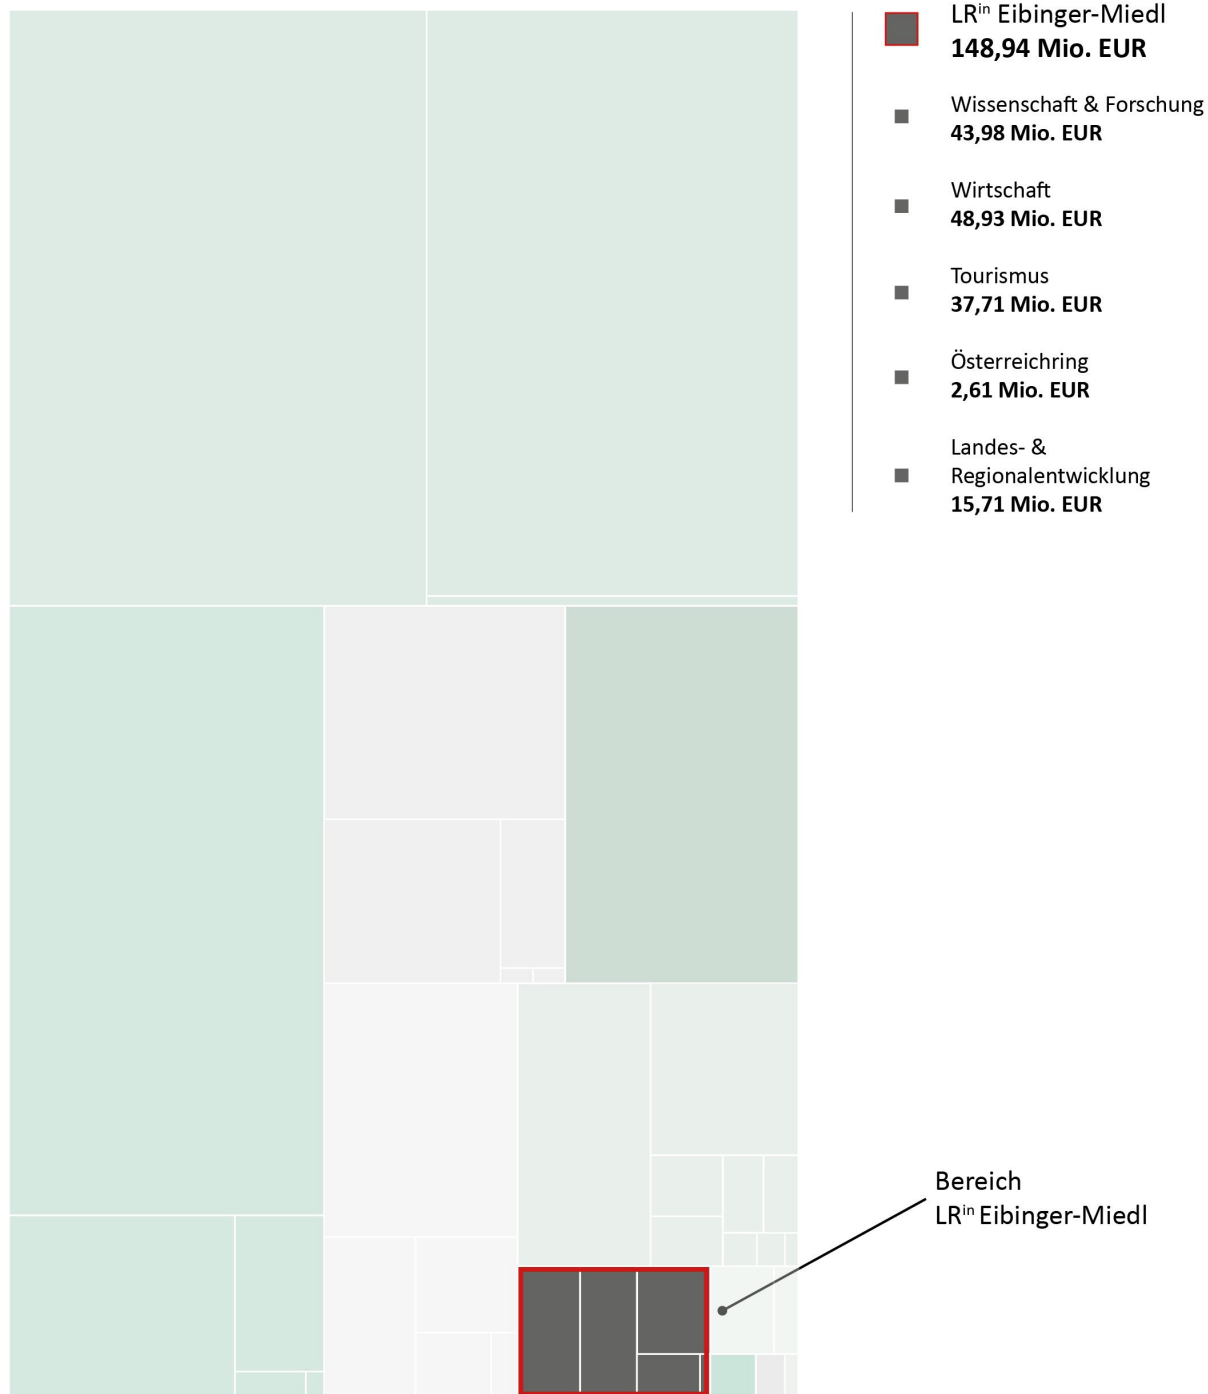 LRin Eibinger-Miedl
148,94 Mio. EUR
Wissenschaft & Forschung
43,98 Mio. EUR
Wirtschaft
48,93 Mio. EUR
Tourismus
37,71 Mio. EUR
Österreichring
2,61 Mio. EUR
Landes- &
Regionalentwicklung
15,71 Mio. EUR
Bereich
LRin Eibinger-Miedl